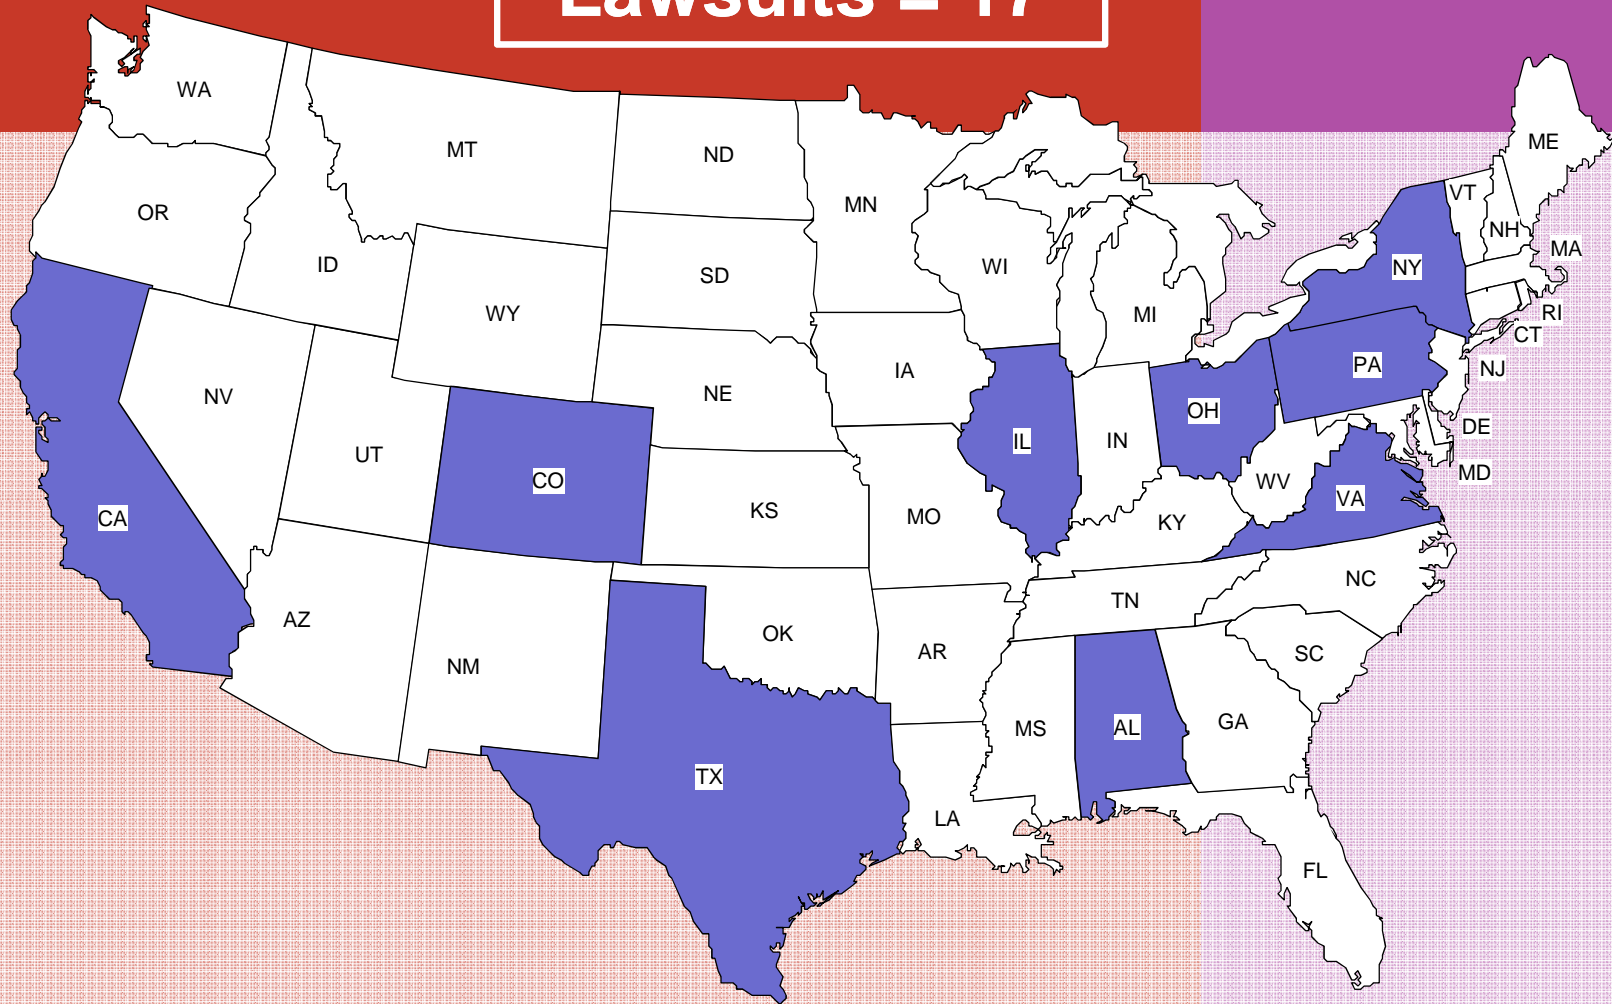 Lawsuits = 17
WA
MT
ND
MN
ME
VT
NH
MA
OR
ID
SD
WI
NY
WY
MI
RI
CT
IA
PA
NJ
NV
NE
OH
DE
UT
CO
IL
IN
WV
MD
VA
CA
KS
MO
KY
NC
AZ
TN
OK
AR
SC
NM
MS
AL
GA
TX
LA
FL